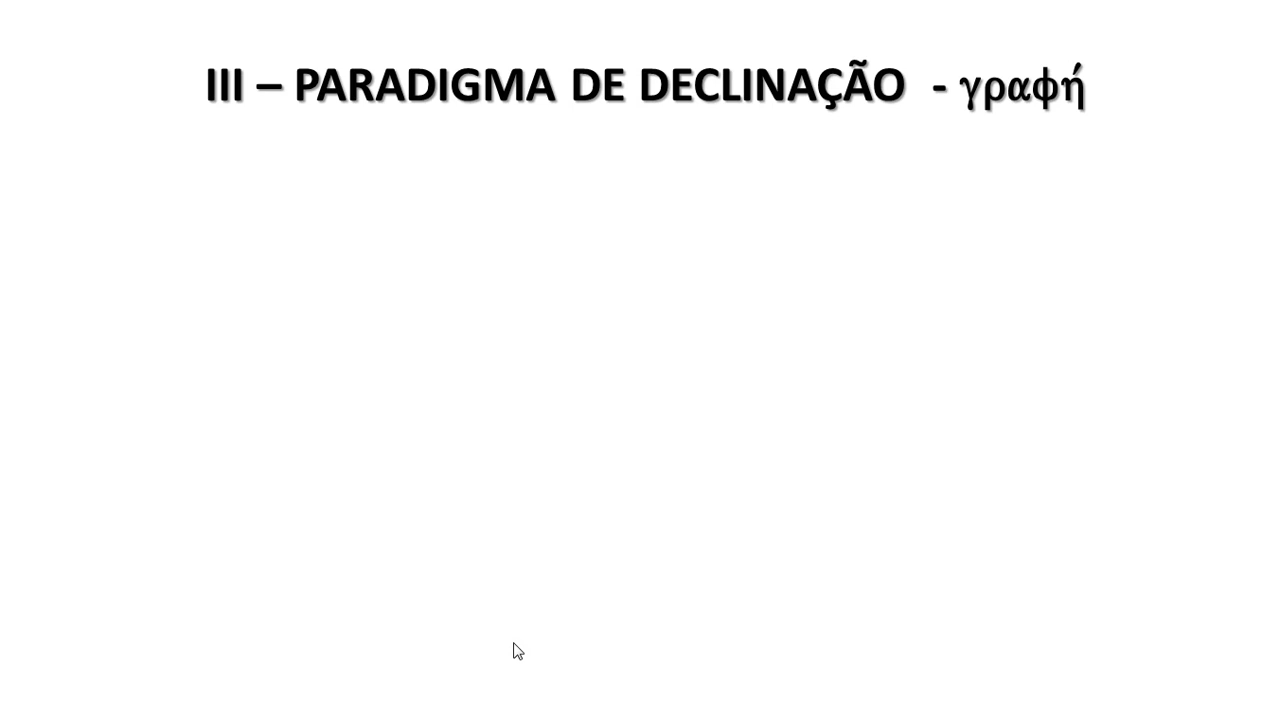 III – PARADIGMA DE DECLINAÇÃO - γραφή